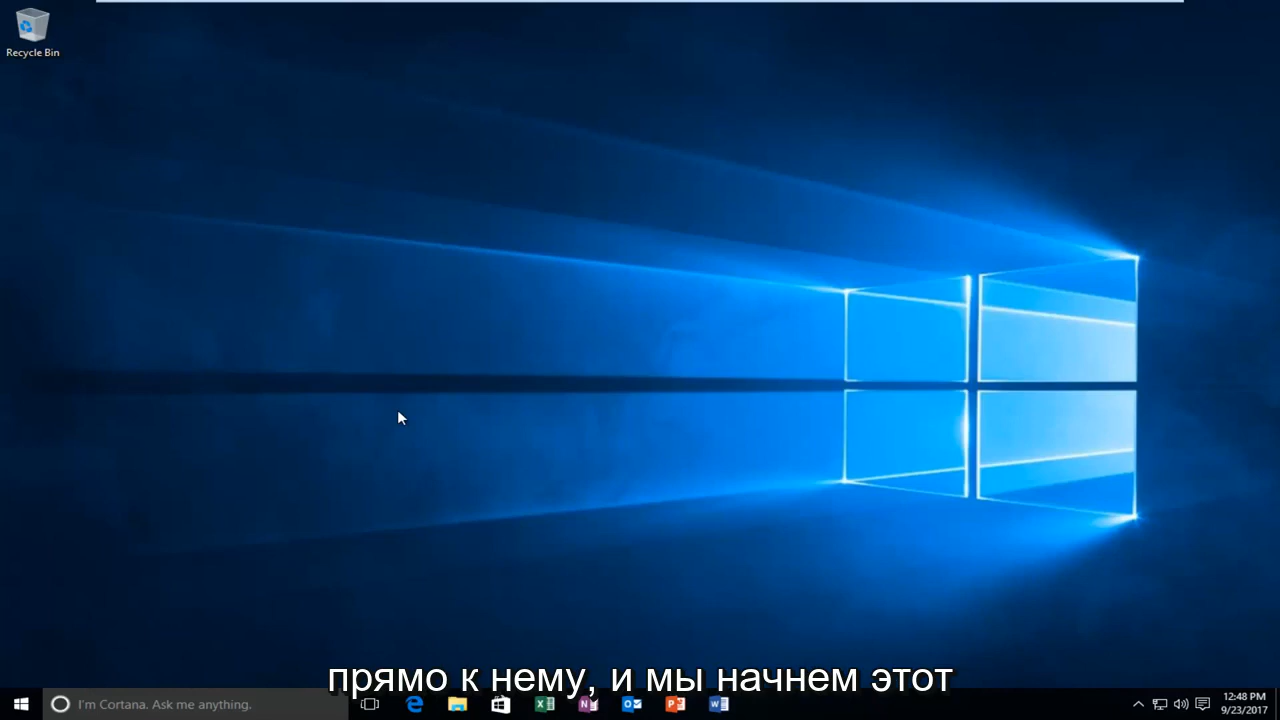 Recycle Bin
прямо к нему, и мы начнем этот
I'm Cortana. Ask me anything.
12:48 PM
9/23/2017